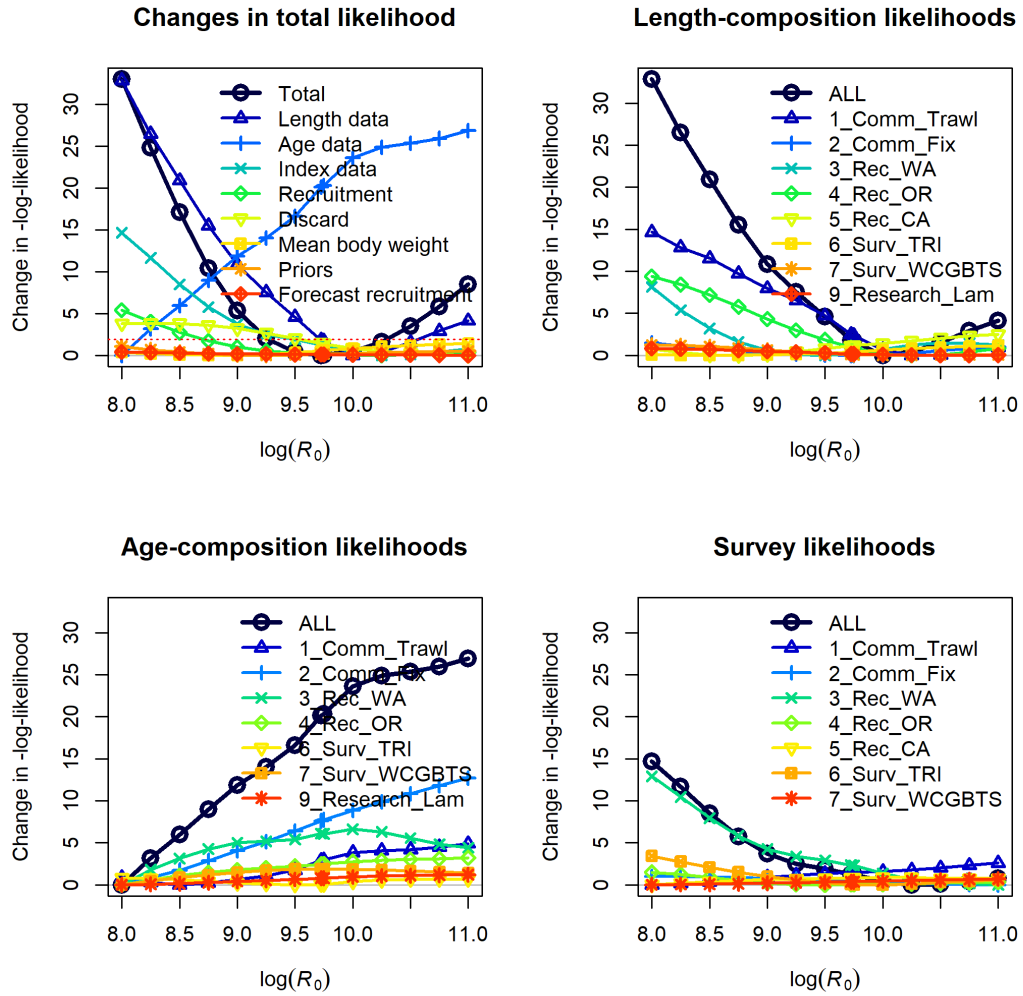 Changes in total likelihood
Change in -log-likelihood
0 5 10 15 20 25 30
Total
Length data
Age data
Index data
Recruitment
Discard
Mean body weight
Priors
Forecast recruitment
8.0 8.5 9.0 9.5 10.0 11.0
log(R₀)
Length-composition likelihoods
Change in -log-likelihood
0 5 10 15 20 25 30
ALL
1_Comm_Trawl
2_Comm_Fix
3_Rec_WA
4_Rec_OR
5_Rec_CA
6_Surv_TRI
7_Surv_WCGBTS
9_Research_Lam
8.0 8.5 9.0 9.5 10.0 11.0
log(R₀)
Age-composition likelihoods
Change in -log-likelihood
0 5 10 15 20 25 30
ALL
1_Comm_Trawl
2_Comm_Fix
3_Rec_WA
4_Rec_OR
6_Surv_TRI
7_Surv_WCGBTS
9_Research_Lam
8.0 8.5 9.0 9.5 10.0 11.0
log(R₀)
Survey likelihoods
Change in -log-likelihood
0 5 10 15 20 25 30
ALL
1_Comm_Trawl
2_Comm_Fix
3_Rec_WA
4_Rec_OR
5_Rec_CA
6_Surv_TRI
7_Surv_WCGBTS
8.0 8.5 9.0 9.5 10.0 11.0
log(R₀)